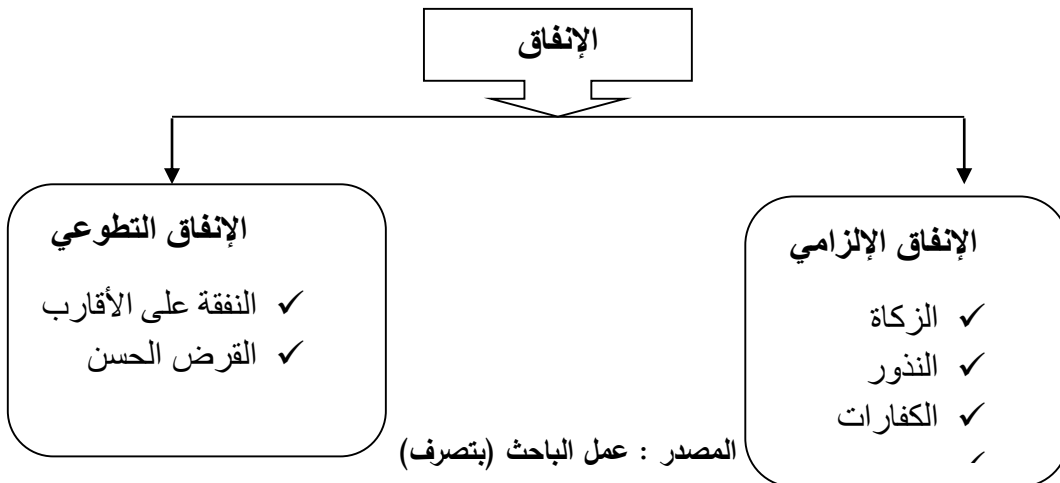 الإنفاق
الإنفاق الإلزامي
✓ الزكاة
✓ النذور
✓ الكفارات
✓
الإنفاق التطوعي
✓ النفقة على الأقارب
✓ القرض الحسن
المصدر : عمل الباحث (بتصرف)